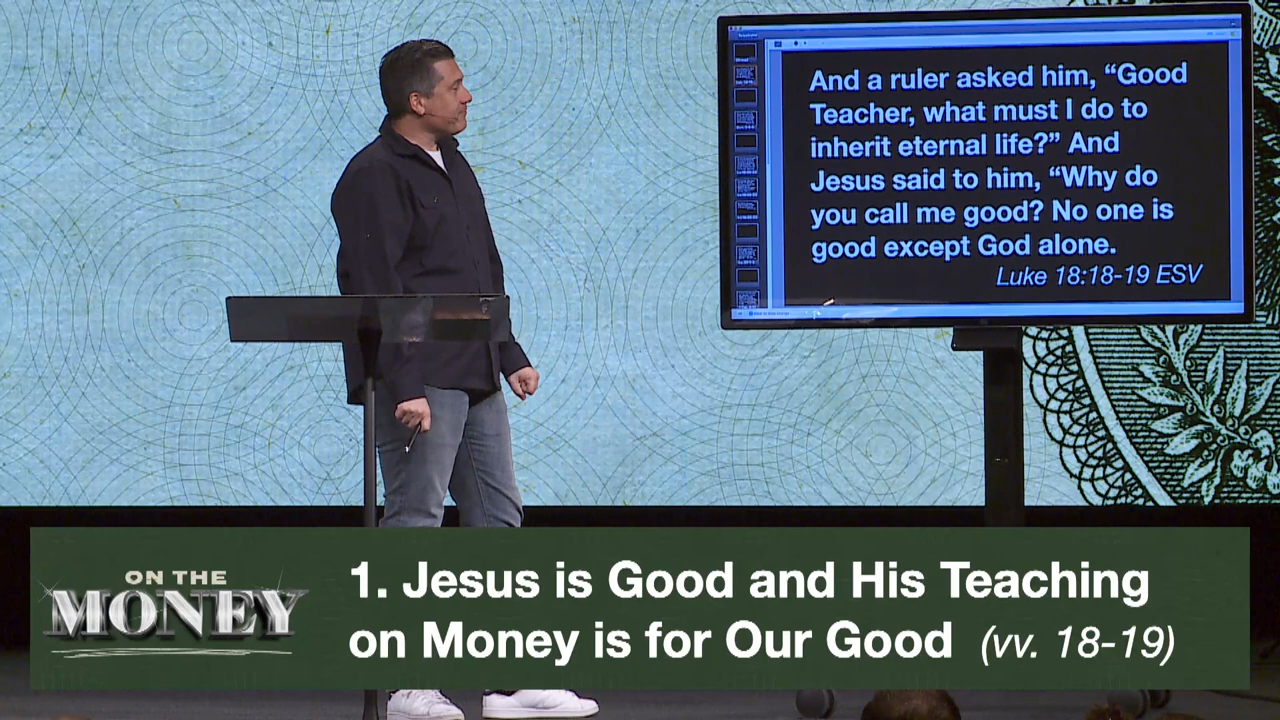 And a ruler asked him, “Good
Teacher, what must I do to
inherit eternal life?” And
Jesus said to him, “Why do
you call me good? No one is
good except God alone.
Luke 18:18-19 ESV
ON THE
MONEY
1. Jesus is Good and His Teaching
on Money is for Our Good (vv. 18-19)